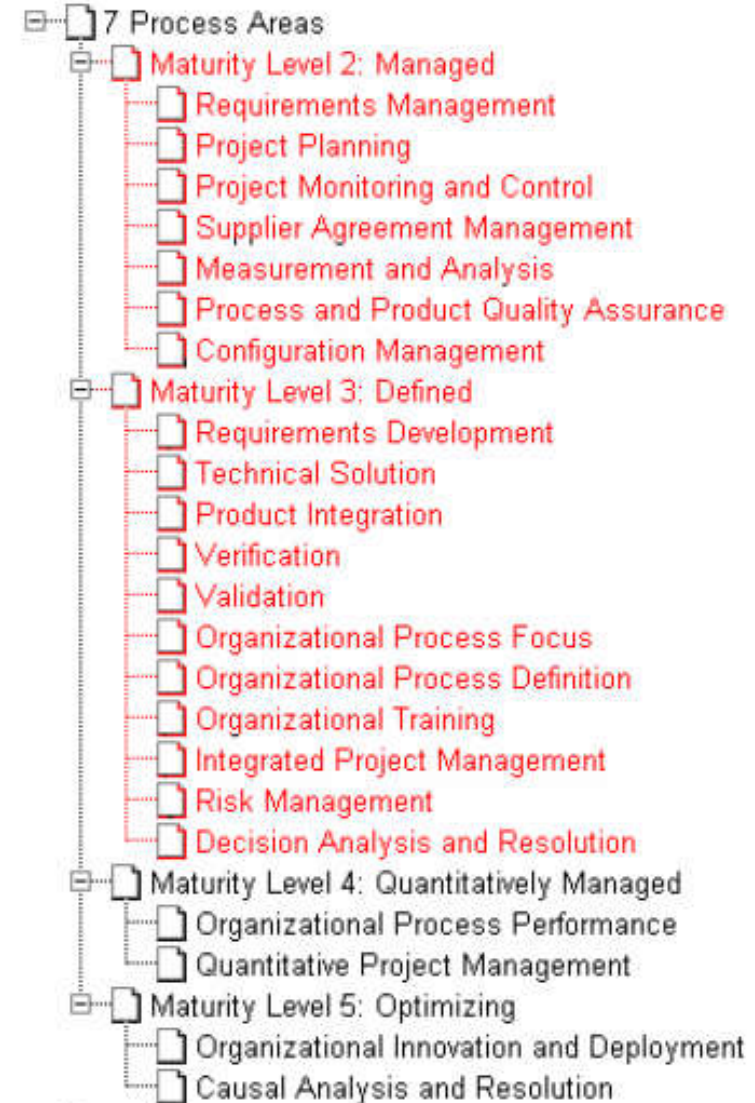 7 Process Areas
Maturity Level 2: Managed
Requirements Management
Project Planning
Project Monitoring and Control
Supplier Agreement Management
Measurement and Analysis
Process and Product Quality Assurance
Configuration Management
Maturity Level 3: Defined
Requirements Development
Technical Solution
Product Integration
Verification
Validation
Organizational Process Focus
Organizational Process Definition
Organizational Training
Integrated Project Management
Risk Management
Decision Analysis and Resolution
Maturity Level 4: Quantitatively Managed
Organizational Process Performance
Quantitative Project Management
Maturity Level 5: Optimizing
Organizational Innovation and Deployment
Causal Analysis and Resolution